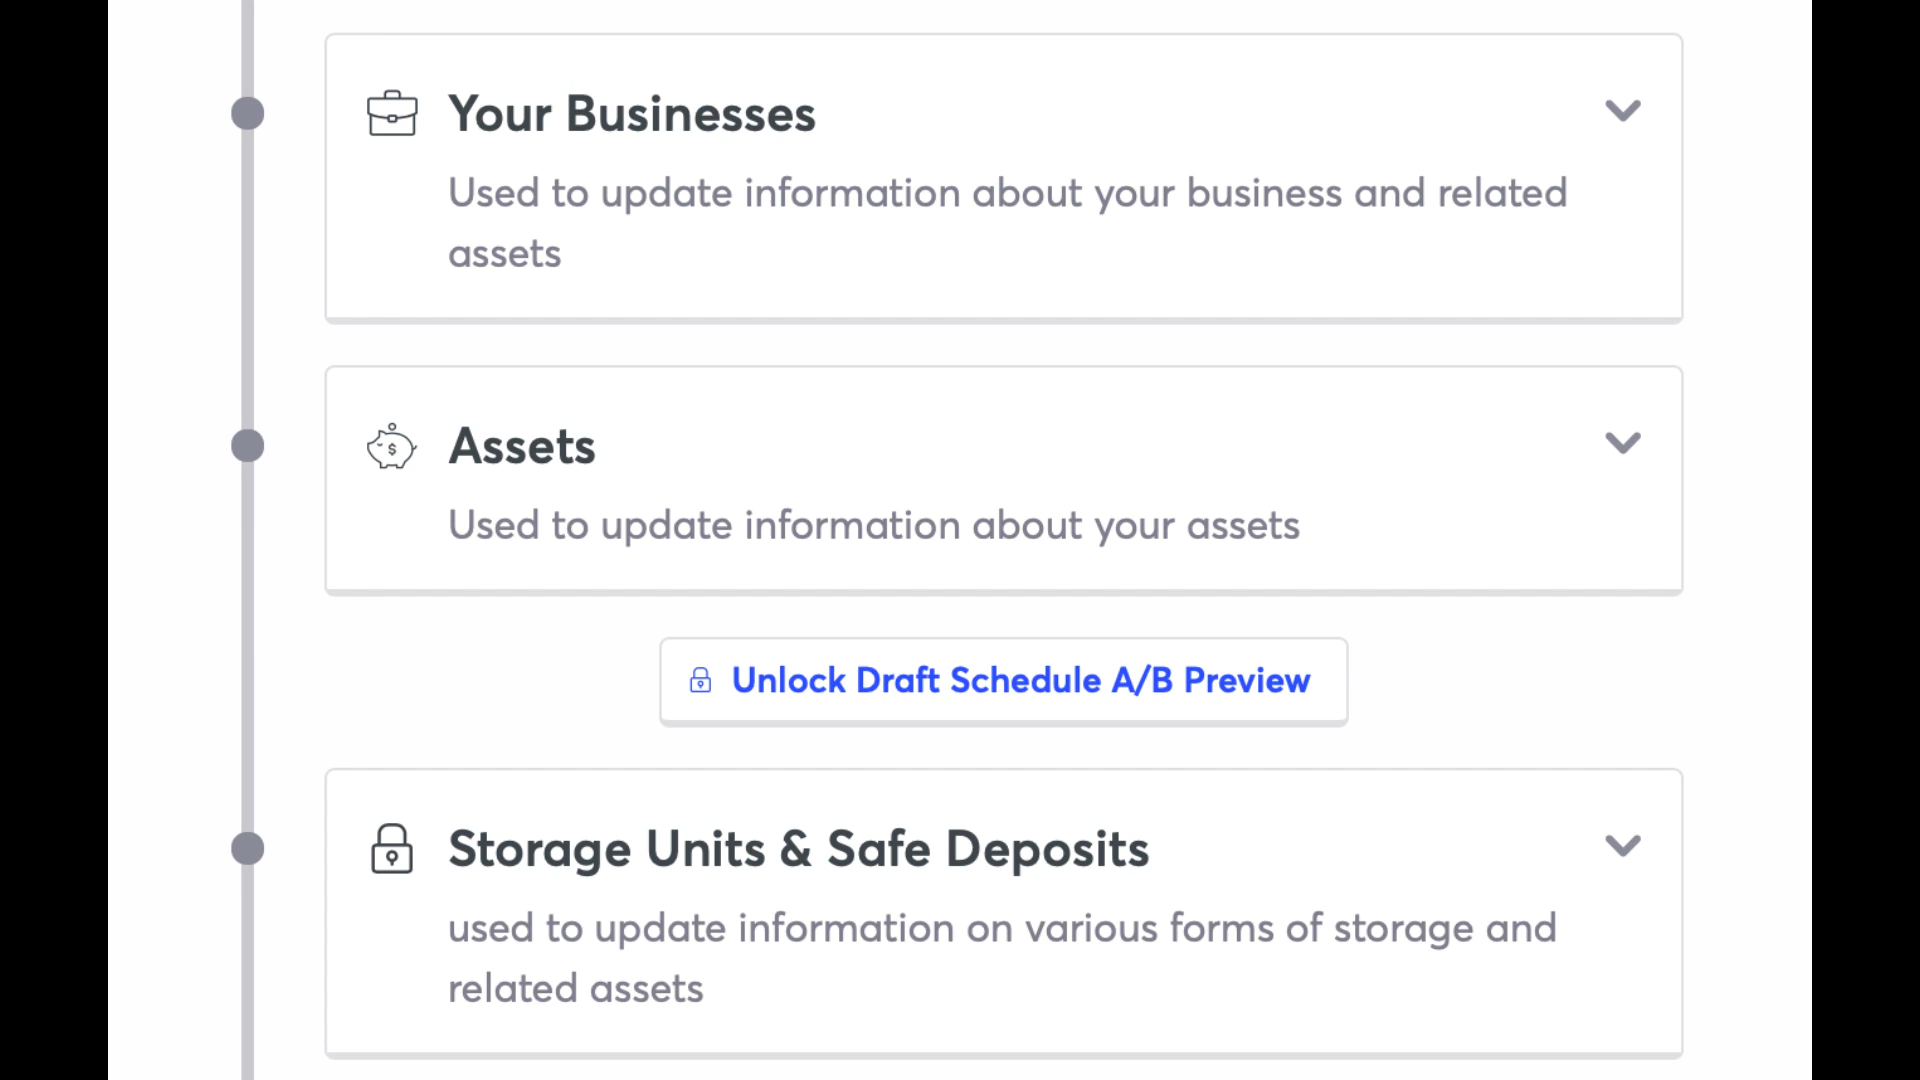 Your Businesses
Used to update information about your business and related
assets
Assets
Used to update information about your assets
Unlock Draft Schedule A/B Preview
Storage Units & Safe Deposits
used to update information on various forms of storage and
related assets